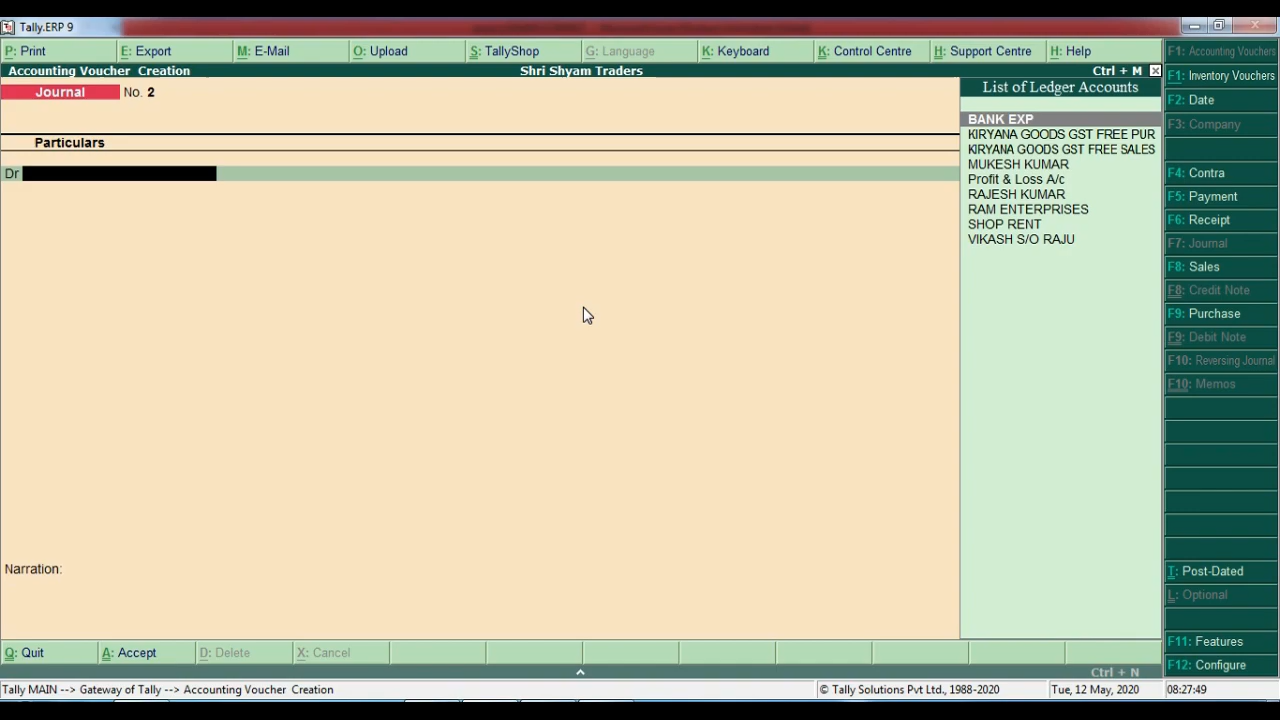 Tally.ERP 9
P: Print E: Export M: E-Mail O: Upload S: TallyShop G: Language K: Keyboard K: Control Centre H: Support Centre H: Help
Accounting Voucher Creation Shri Shyam Traders Ctrl + M
Journal No. 2
Particulars
Dr
Narration:
List of Ledger Accounts
BANK EXP
KIRYANA GOODS GST FREE PUR
KIRYANA GOODS GST FREE SALES
MUKESH KUMAR
Profit & Loss A/c
RAJESH KUMAR
RAM ENTERPRISES
SHOP RENT
VIKASH S/O RAJU
F1: Accounting Vouchers
F1: Inventory Vouchers
F2: Date
F3: Company
F4: Contra
F5: Payment
F6: Receipt
F7: Journal
F8: Sales
F8: Credit Note
F9: Purchase
F9: Debit Note
F10: Reversing Journal
F10: Memos
T: Post-Dated
L: Optional
F11: Features
F12: Configure
Q: Quit A: Accept D: Delete X: Cancel
Ctrl + N
Tally MAIN --> Gateway of Tally --> Accounting Voucher Creation © Tally Solutions Pvt Ltd., 1988-2020 Tue, 12 May, 2020 08:27:49